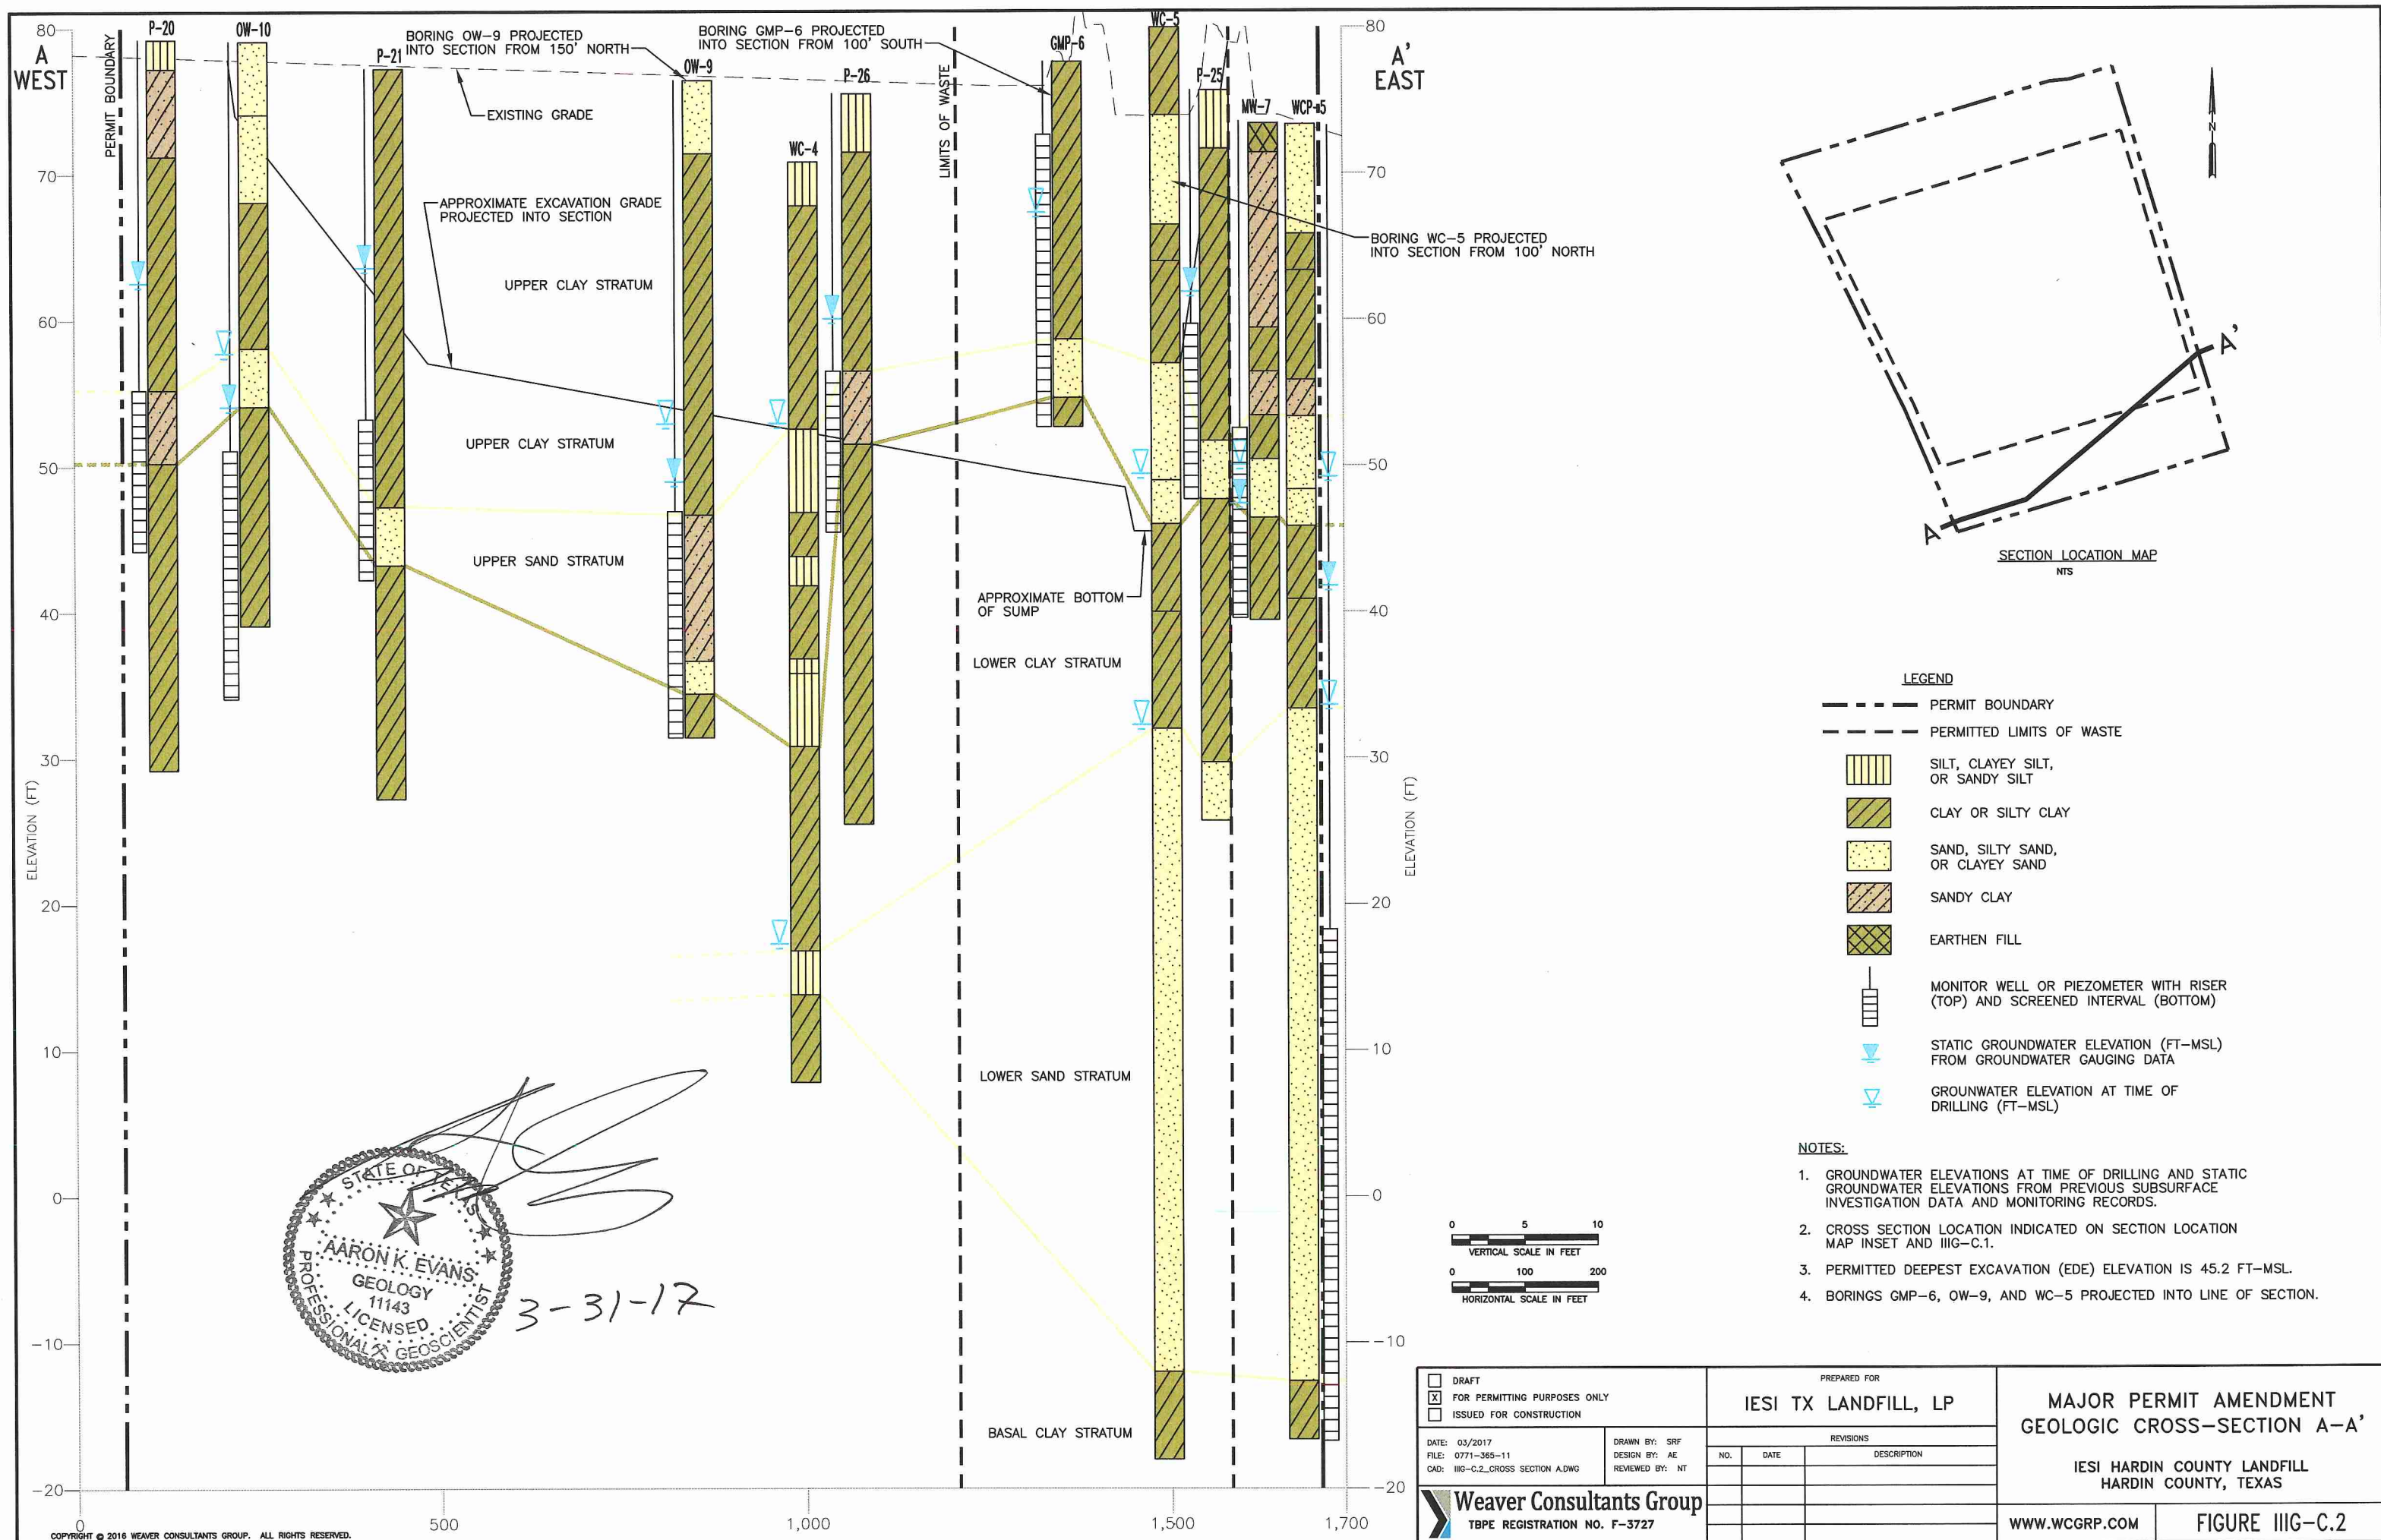 80
A
WEST
PERMIT BOUNDARY
P-20
OW-10
P-21
BORING OW-9 PROJECTED
INTO SECTION FROM 150' NORTH
OW-9
EXISTING GRADE
BORING GMP-6 PROJECTED
INTO SECTION FROM 100' SOUTH
P-26
WC-4
LIMITS OF WASTE
GMP-6
WC-5
P-25
MW-7
WCP-5
80
A'
EAST
70
APPROXIMATE EXCAVATION GRADE
PROJECTED INTO SECTION
UPPER CLAY STRATUM
70
BORING WC-5 PROJECTED
INTO SECTION FROM 100' NORTH
60
60
UPPER CLAY STRATUM
50
50
UPPER SAND STRATUM
40
APPROXIMATE BOTTOM
OF SUMP
40
LOWER CLAY STRATUM
30
30
ELEVATION (FT)
ELEVATION (FT)
20
20
10
10
LOWER SAND STRATUM
0
0
-10
-10
BASAL CLAY STRATUM
-20
-20
0
500
1,000
1,500
1,700
STATE OF TEXAS
AARON K. EVANS
GEOLOGY
11143
LICENSED
PROFESSIONAL GEOSCIENTIST
3-31-17
N
A
A'
SECTION LOCATION MAP
NTS
LEGEND
PERMIT BOUNDARY
PERMITTED LIMITS OF WASTE
SILT, CLAYEY SILT,
OR SANDY SILT
CLAY OR SILTY CLAY
SAND, SILTY SAND,
OR CLAYEY SAND
SANDY CLAY
EARTHEN FILL
MONITOR WELL OR PIEZOMETER WITH RISER
(TOP) AND SCREENED INTERVAL (BOTTOM)
STATIC GROUNDWATER ELEVATION (FT-MSL)
FROM GROUNDWATER GAUGING DATA
GROUNWATER ELEVATION AT TIME OF
DRILLING (FT-MSL)
NOTES:
1. GROUNDWATER ELEVATIONS AT TIME OF DRILLING AND STATIC
GROUNDWATER ELEVATIONS FROM PREVIOUS SUBSURFACE
INVESTIGATION DATA AND MONITORING RECORDS.
2. CROSS SECTION LOCATION INDICATED ON SECTION LOCATION
MAP INSET AND IIIG-C.1.
3. PERMITTED DEEPEST EXCAVATION (EDE) ELEVATION IS 45.2 FT-MSL.
4. BORINGS GMP-6, OW-9, AND WC-5 PROJECTED INTO LINE OF SECTION.
0 5 10
VERTICAL SCALE IN FEET
0 100 200
HORIZONTAL SCALE IN FEET
DRAFT
X FOR PERMITTING PURPOSES ONLY
ISSUED FOR CONSTRUCTION
DATE: 03/2017
FILE: 0771-365-11
CAD: IIIG-C.2_CROSS SECTION A.DWG
DRAWN BY: SRF
DESIGN BY: AE
REVIEWED BY: NT
Weaver Consultants Group
TBPE REGISTRATION NO. F-3727
PREPARED FOR
IESI TX LANDFILL, LP
REVISIONS
NO. DATE DESCRIPTION
MAJOR PERMIT AMENDMENT
GEOLOGIC CROSS-SECTION A-A'
IESI HARDIN COUNTY LANDFILL
HARDIN COUNTY, TEXAS
WWW.WCGRP.COM
FIGURE IIIG-C.2
COPYRIGHT © 2016 WEAVER CONSULTANTS GROUP. ALL RIGHTS RESERVED.